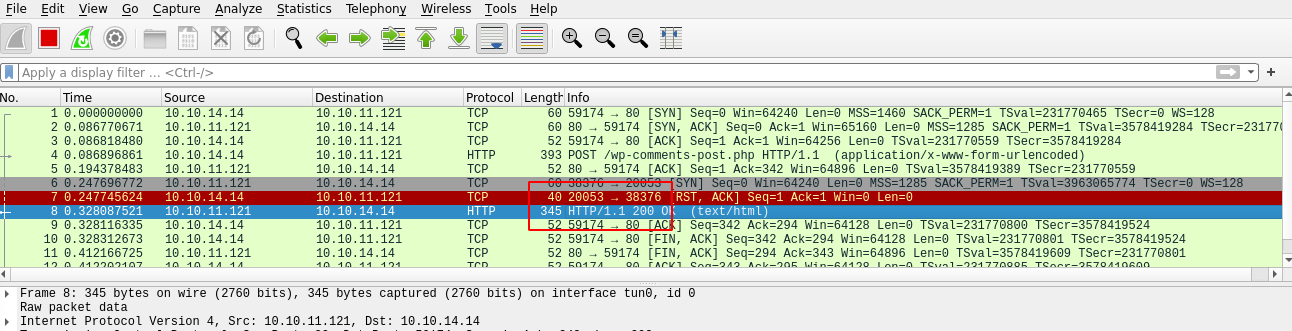 File Edit View Go Capture Analyze Statistics Telephony Wireless Tools Help
Apply a display filter … <Ctrl-/>
No. Time Source Destination Protocol Length Info
1 0.000000000 10.10.14.14 10.10.11.121 TCP 60 59174 → 80 [SYN] Seq=0 Win=64240 Len=0 MSS=1460 SACK_PERM=1 TSval=231770465 TSecr=0 WS=128
2 0.086770671 10.10.11.121 10.10.14.14 TCP 60 80 → 59174 [SYN, ACK] Seq=0 Ack=1 Win=65160 Len=0 MSS=1285 SACK_PERM=1 TSval=3578419284 TSecr=
3 0.086818480 10.10.14.14 10.10.11.121 TCP 52 59174 → 80 [ACK] Seq=1 Ack=1 Win=64256 Len=0 TSval=231770559 TSecr=3578419284
4 0.086896861 10.10.14.14 10.10.11.121 HTTP 393 POST /wp-comments-post.php HTTP/1.1 (application/x-www-form-urlencoded)
5 0.194378483 10.10.11.121 10.10.14.14 TCP 52 80 → 59174 [ACK] Seq=1 Ack=342 Win=64896 Len=0 TSval=3578419389 TSecr=231770559
6 0.247696772 10.10.11.121 10.10.14.14 TCP 60 38376 → 20053 [SYN] Seq=0 Win=64240 Len=0 MSS=1285 SACK_PERM=1 TSval=3963065774 TSecr=0 WS=128
7 0.247745624 10.10.14.14 10.10.11.121 TCP 40 20053 → 38376 [RST, ACK] Seq=1 Ack=1 Win=0 Len=0
8 0.328087521 10.10.11.121 10.10.14.14 HTTP 345 HTTP/1.1 200 OK (text/html)
9 0.328116335 10.10.14.14 10.10.11.121 TCP 52 59174 → 80 [ACK] Seq=342 Ack=294 Win=64128 Len=0 TSval=231770800 TSecr=3578419524
10 0.328312673 10.10.14.14 10.10.11.121 TCP 52 59174 → 80 [FIN, ACK] Seq=342 Ack=294 Win=64128 Len=0 TSval=231770801 TSecr=3578419524
11 0.412166725 10.10.11.121 10.10.14.14 TCP 52 80 → 59174 [FIN, ACK] Seq=294 Ack=343 Win=64896 Len=0 TSval=3578419609 TSecr=231770801
12 0.412202107 10.10.14.14 10.10.11.121 TCP 52 59174 → 80 [ACK] Seq=343 Ack=295 Win=64128 Len=0 TSval=231770885 TSecr=3578419609
Frame 8: 345 bytes on wire (2760 bits), 345 bytes captured (2760 bits) on interface tun0, id 0
Raw packet data
Internet Protocol Version 4, Src: 10.10.11.121, Dst: 10.10.14.14